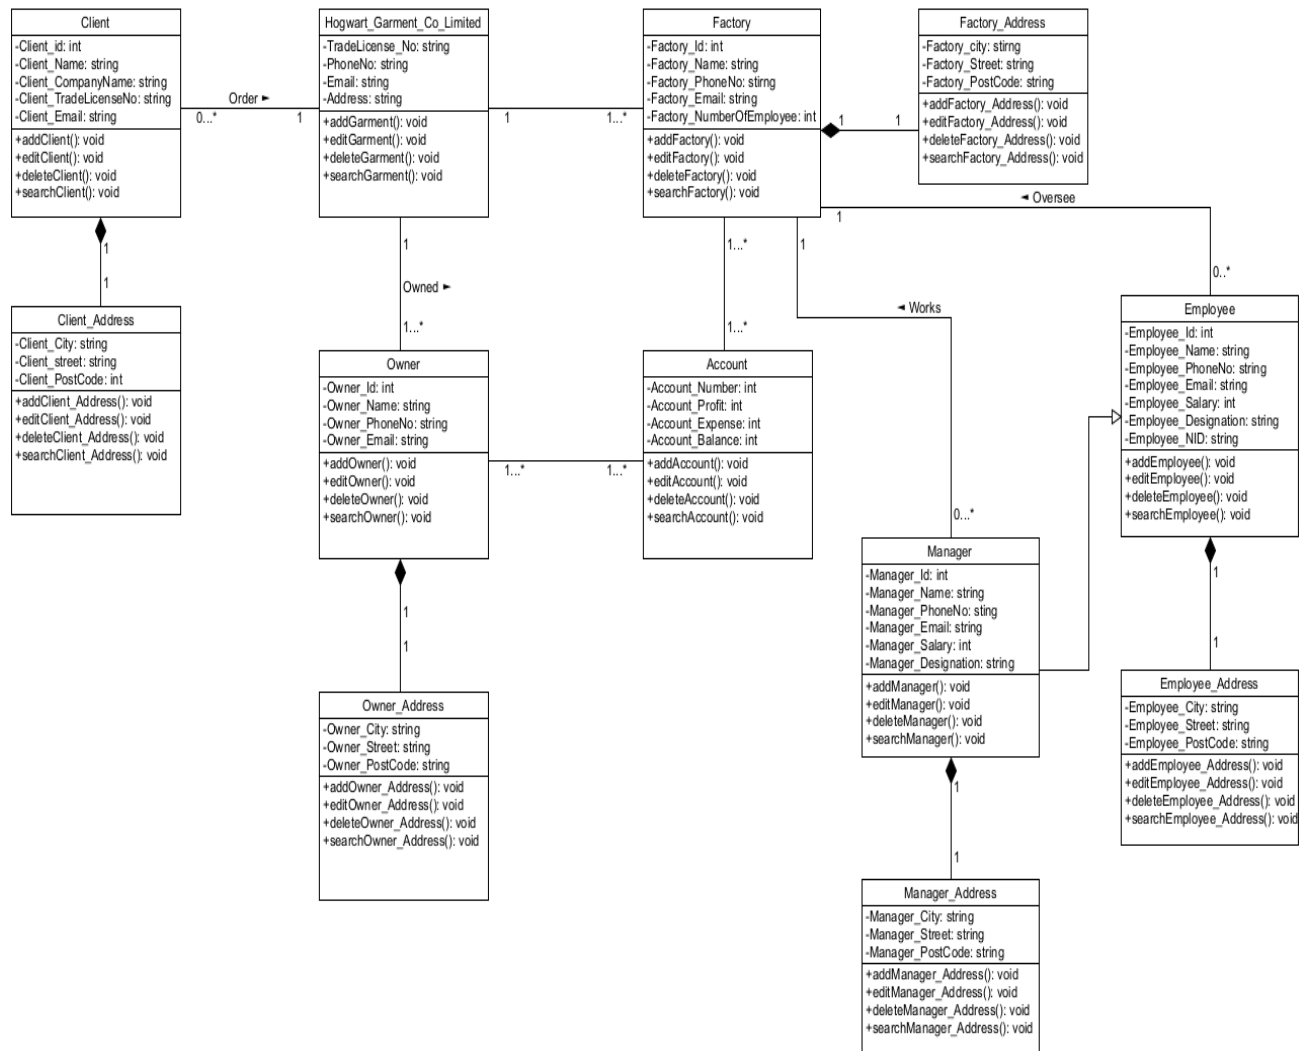 Client
-Client_id: int
-Client_Name: string
-Client_CompanyName: string
-Client_TradeLicenseNo: string
-Client_Email: string
+addClient(): void
+editClient(): void
+deleteClient(): void
+searchClient(): void
Order ►
0...*
1
Hogwart_Garment_Co_Limited
-TradeLicense_No: string
-PhoneNo: string
-Email: string
-Address: string
+addGarment(): void
+editGarment(): void
+deleteGarment(): void
+searchGarment(): void
1
1...*
Factory
-Factory_Id: int
-Factory_Name: string
-Factory_PhoneNo: stirng
-Factory_Email: string
-Factory_NumberOfEmployee: int
+addFactory(): void
+editFactory(): void
+deleteFactory(): void
+searchFactory(): void
1
1
Factory_Address
-Factory_city: stirng
-Factory_Street: string
-Factory_PostCode: string
+addFactory_Address(): void
+editFactory_Address(): void
+deleteFactory_Address(): void
+searchFactory_Address(): void
◄ Oversee
1
0..*
1
1
1
Owned ►
1...*
1...*
1...*
1
◄ Works
0...*
Client_Address
-Client_City: string
-Client_street: string
-Client_PostCode: int
+addClient_Address(): void
+editClient_Address(): void
+deleteClient_Address(): void
+searchClient_Address(): void
Owner
-Owner_Id: int
-Owner_Name: string
-Owner_PhoneNo: string
-Owner_Email: string
+addOwner(): void
+editOwner(): void
+deleteOwner(): void
+searchOwner(): void
1...*
1...*
Account
-Account_Number: int
-Account_Profit: int
-Account_Expense: int
-Account_Balance: int
+addAccount(): void
+editAccount(): void
+deleteAccount(): void
+searchAccount(): void
Employee
-Employee_Id: int
-Employee_Name: string
-Employee_PhoneNo: string
-Employee_Email: string
-Employee_Salary: int
-Employee_Designation: string
-Employee_NID: string
+addEmployee(): void
+editEmployee(): void
+deleteEmployee(): void
+searchEmployee(): void
1
1
1
1
Manager
-Manager_Id: int
-Manager_Name: string
-Manager_PhoneNo: sting
-Manager_Email: string
-Manager_Salary: int
-Manager_Designation: string
+addManager(): void
+editManager(): void
+deleteManager(): void
+searchManager(): void
1
1
Owner_Address
-Owner_City: string
-Owner_Street: string
-Owner_PostCode: string
+addOwner_Address(): void
+editOwner_Address(): void
+deleteOwner_Address(): void
+searchOwner_Address(): void
Employee_Address
-Employee_City: string
-Employee_Street: string
-Employee_PostCode: string
+addEmployee_Address(): void
+editEmployee_Address(): void
+deleteEmployee_Address(): void
+searchEmployee_Address(): void
Manager_Address
-Manager_City: string
-Manager_Street: string
-Manager_PostCode: string
+addManager_Address(): void
+editManager_Address(): void
+deleteManager_Address(): void
+searchManager_Address(): void